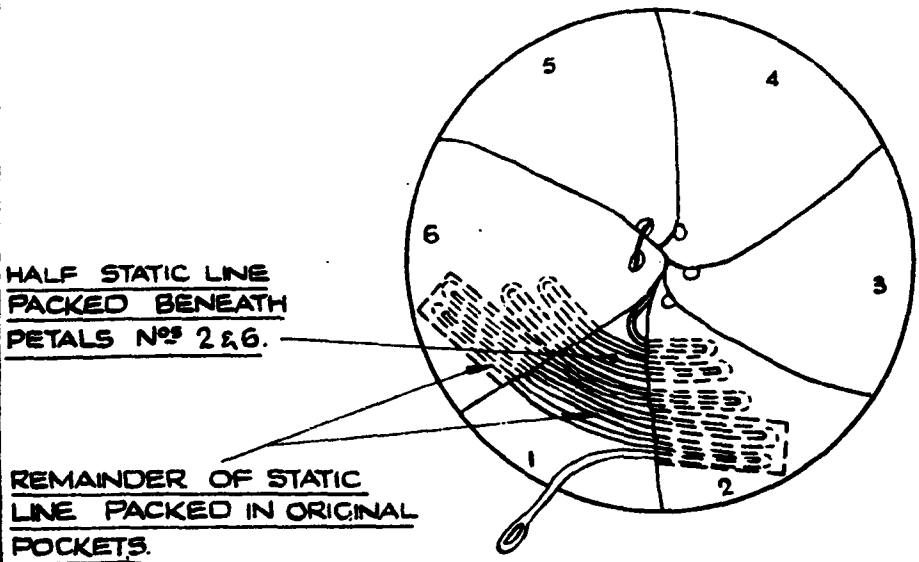 5
4
6
3
HALF STATIC LINE
PACKED BENEATH
PETALS Nos 2 & 6.
1
2
REMAINDER OF STATIC
LINE PACKED IN ORIGINAL
POCKETS.